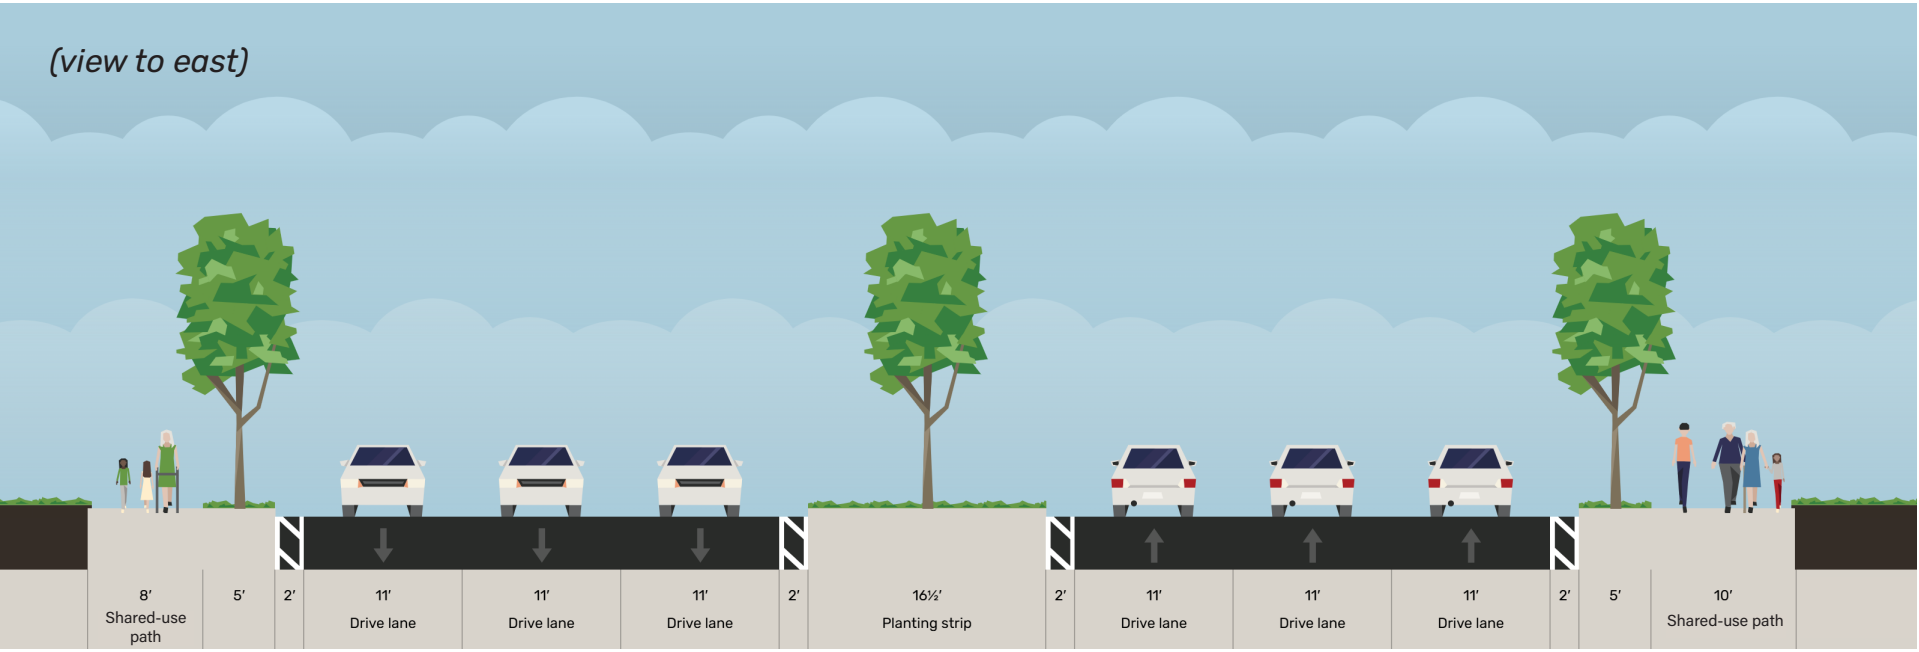 (view to east)
8′ 5′ 2′ 11′ 11′ 11′ 2′ 16½′ 2′ 11′ 11′ 11′ 2′ 5′ 10′
Shared-use Drive lane Drive lane Drive lane Planting strip Drive lane Drive lane Drive lane Shared-use path
path